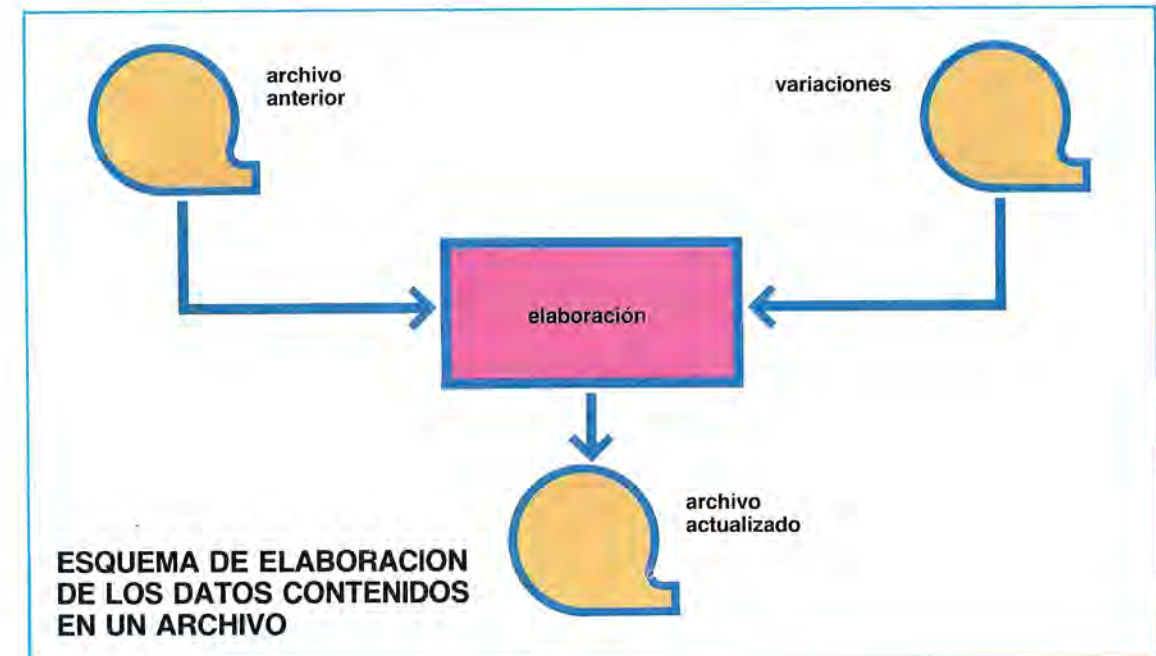 archivo
anterior
variaciones
elaboración
archivo
actualizado
ESQUEMA DE ELABORACION
DE LOS DATOS CONTENIDOS
EN UN ARCHIVO